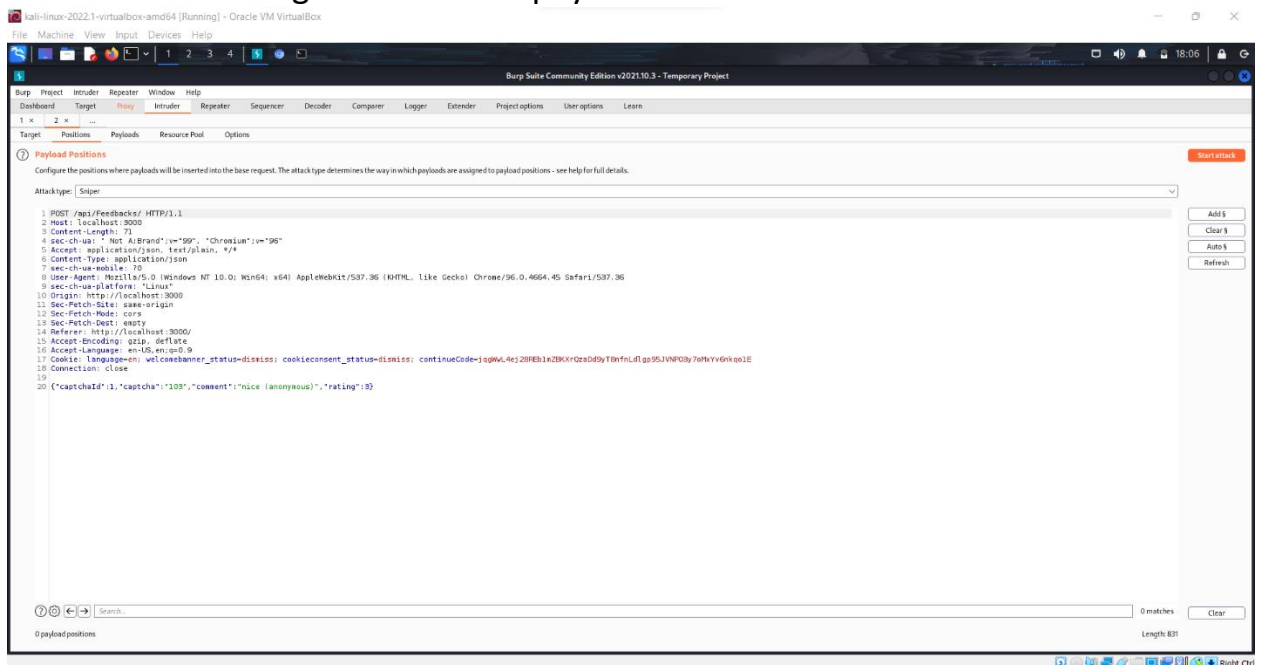 kali-linux-2022.1-virtualbox-amd64 [Running] - Oracle VM VirtualBox
File Machine View Input Devices Help
1 2 3 4
18:06
Burp Suite Community Edition v2021.10.3 - Temporary Project
Burp Project Intruder Repeater Window Help
Dashboard Target Proxy Intruder Repeater Sequencer Decoder Comparer Logger Extender Project options User options Learn
1 × 2 × ...
Target Positions Payloads Resource Pool Options
? Payload Positions
Start attack
Configure the positions where payloads will be inserted into the base request. The attack type determines the way in which payloads are assigned to payload positions - see help for full details.
Attack type: Sniper
Add §
Clear §
Auto §
Refresh
1 POST /api/Feedbacks/ HTTP/1.1
2 Host: localhost:3000
3 Content-Length: 71
4 sec-ch-ua: " Not A;Brand";v="99", "Chromium";v="96"
5 Accept: application/json, text/plain, */*
6 Content-Type: application/json
7 sec-ch-ua-mobile: ?0
8 User-Agent: Mozilla/5.0 (Windows NT 10.0; Win64; x64) AppleWebKit/537.36 (KHTML, like Gecko) Chrome/96.0.4664.45 Safari/537.36
9 sec-ch-ua-platform: "Linux"
10 Origin: http://localhost:3000
11 Sec-Fetch-Site: same-origin
12 Sec-Fetch-Mode: cors
13 Sec-Fetch-Dest: empty
14 Referer: http://localhost:3000/
15 Accept-Encoding: gzip, deflate
16 Accept-Language: en-US,en;q=0.9
17 Cookie: language=en; welcomebanner_status=dismiss; cookieconsent_status=dismiss;
18 Connection: close
19
20 {"captchaId":1,"captcha":"103","comment":"nice (anonymous)","rating":3}
? Search...
0 matches
Clear
0 payload positions
Length: 831
Right Ctrl